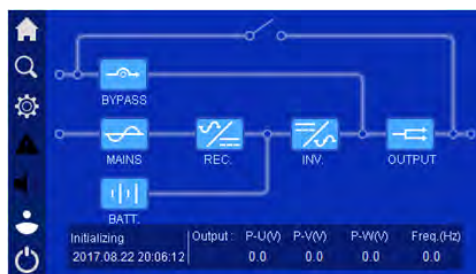 BYPASS
MAINS
REC.
INV.
OUTPUT
BATT.
Initializing
2017.08.22 20:06:12
Output : P-U(V) P-V(V) P-W(V) Freq.(Hz)
0.0 0.0 0.0 0.0